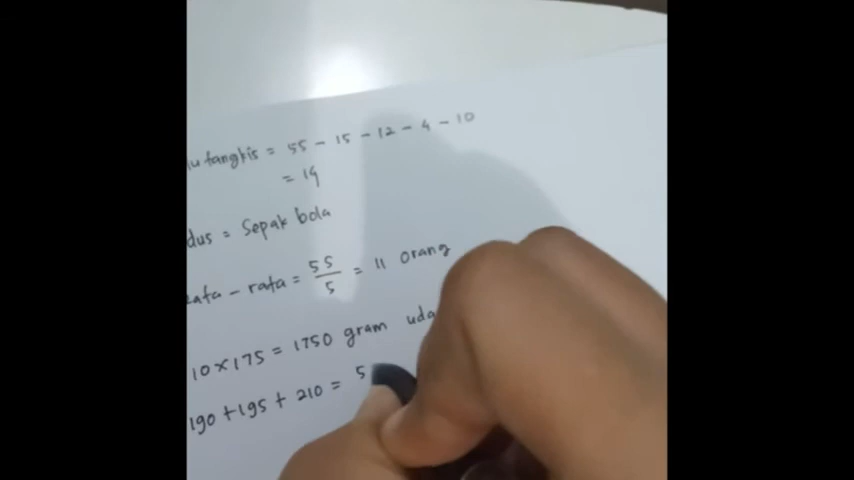 tangkis = 55 - 15 - 12 - 4 - 10
= 14
dus = Sepak bola
Rata - rata = 55/5 = 11 orang
10 x 175 = 1750 gram uda
190 + 195 + 210 = 5